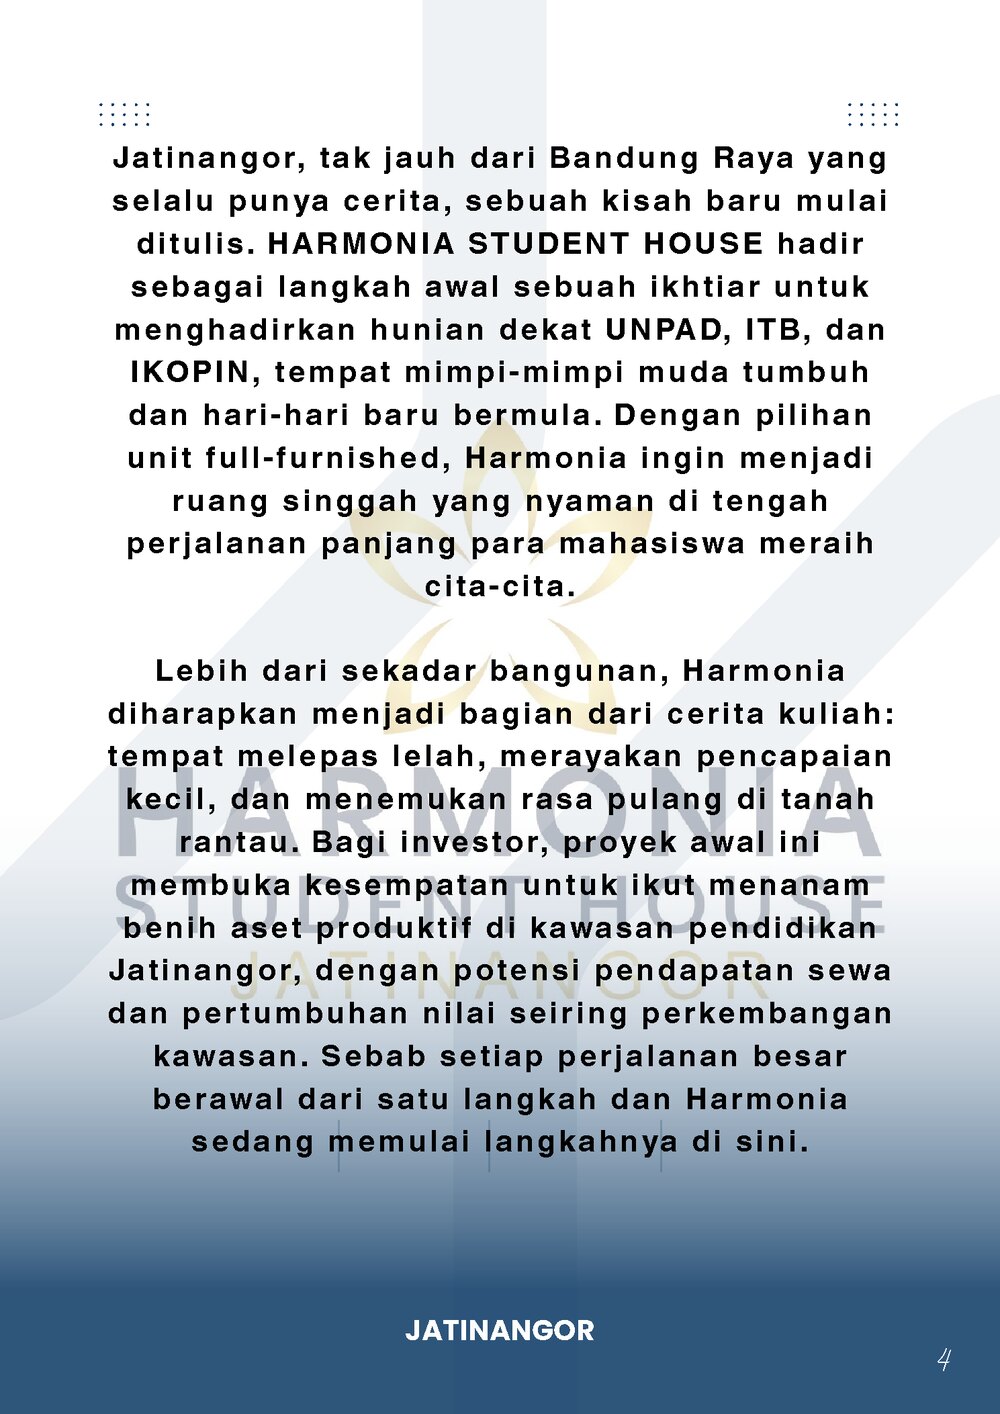 Jatinangor, tak jauh dari Bandung Raya yang
selalu punya cerita, sebuah kisah baru mulai
ditulis. HARMONIA STUDENT HOUSE hadir
sebagai langkah awal sebuah ikhtiar untuk
menghadirkan hunian dekat UNPAD, ITB, dan
IKOPIN, tempat mimpi-mimpi muda tumbuh
dan hari-hari baru bermula. Dengan pilihan
unit full-furnished, Harmonia ingin menjadi
ruang singgah yang nyaman di tengah
perjalanan panjang para mahasiswa meraih
cita-cita.
Lebih dari sekadar bangunan, Harmonia
diharapkan menjadi bagian dari cerita kuliah:
tempat melepas lelah, merayakan pencapaian
kecil, dan menemukan rasa pulang di tanah
rantau. Bagi investor, proyek awal ini
membuka kesempatan untuk ikut menanam
benih aset produktif di kawasan pendidikan
Jatinangor, dengan potensi pendapatan sewa
dan pertumbuhan nilai seiring perkembangan
kawasan. Sebab setiap perjalanan besar
berawal dari satu langkah dan Harmonia
sedang memulai langkahnya di sini.
HARMONIA
STUDENT HOUSE
JATINANGOR
JATINANGOR
4